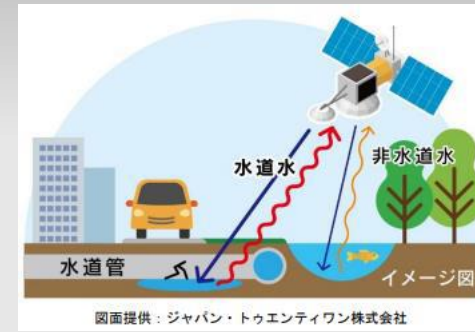 水道水
非水道水
水道管
イメージ図
図面提供：ジャパン・トゥエンティワン株式会社